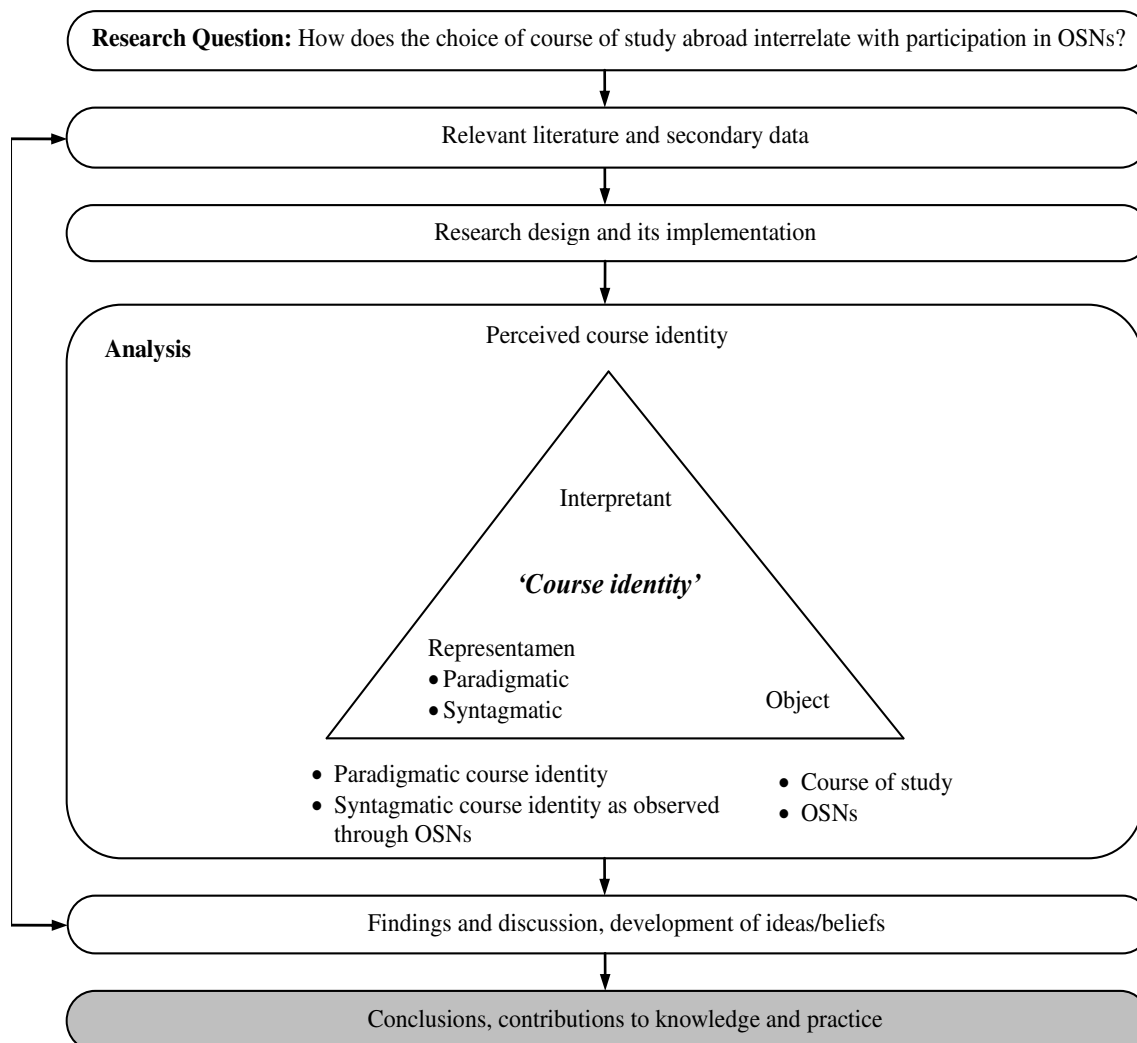 Research Question: How does the choice of course of study abroad interrelate with participation in OSNs?
Relevant literature and secondary data
Research design and its implementation
Perceived course identity
Analysis
Interpretant
‘Course identity’
Representamen
• Paradigmatic
• Syntagmatic
Object
• Paradigmatic course identity
• Syntagmatic course identity as observed
through OSNs
• Course of study
• OSNs
Findings and discussion, development of ideas/beliefs
Conclusions, contributions to knowledge and practice